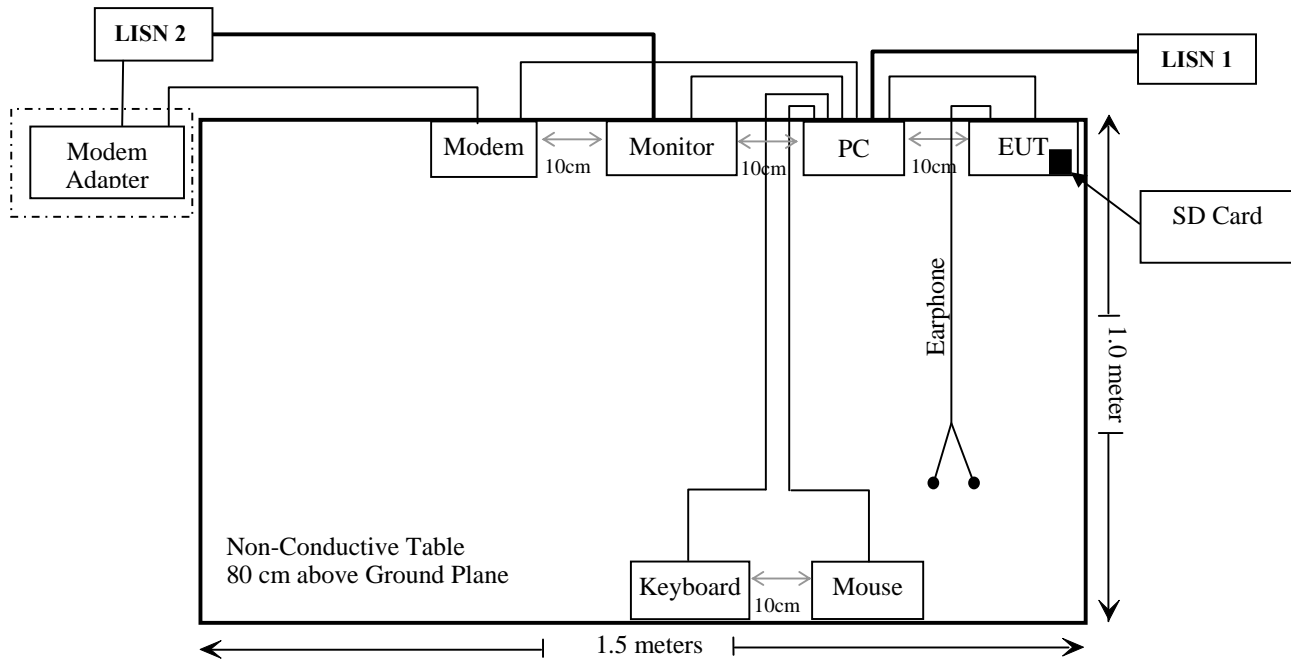 LISN 2
LISN 1
Modem
Adapter
Modem
10cm
Monitor
10cm
PC
10cm
EUT
SD Card
Earphone
1.0 meter
Non-Conductive Table
80 cm above Ground Plane
Keyboard
10cm
Mouse
1.5 meters